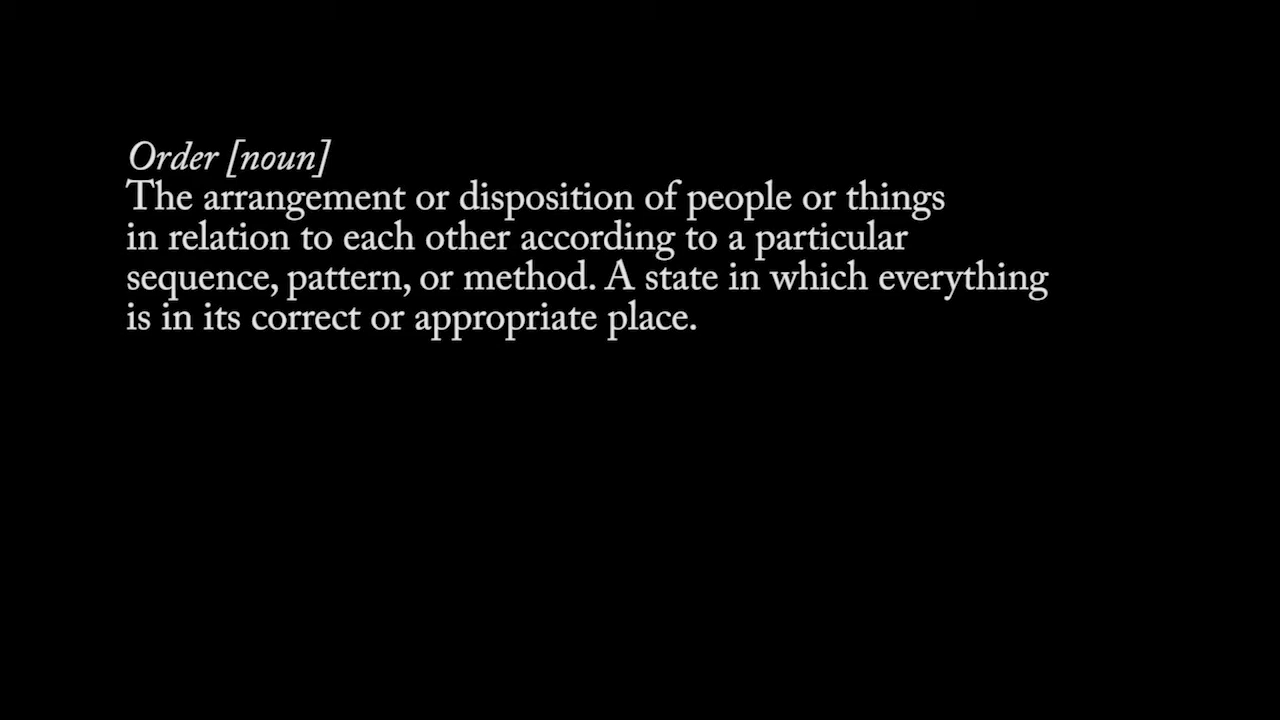 Order [noun]
The arrangement or disposition of people or things
in relation to each other according to a particular
sequence, pattern, or method. A state in which everything
is in its correct or appropriate place.